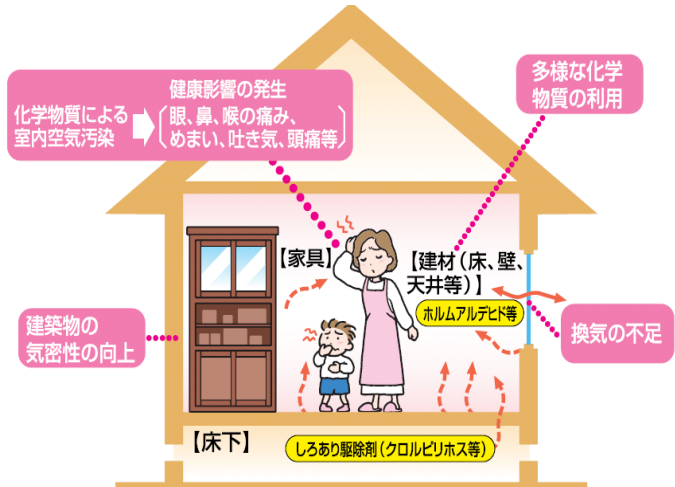 健康影響の発生
化学物質による
室内空気汚染
眼、鼻、喉の痛み、
めまい、吐き気、頭痛等
多様な化学
物質の利用
【家具】
【建材（床、壁、
天井等）】
ホルムアルデヒド等
建築物の
気密性の向上
換気の不足
【床下】
しろあり駆除剤（クロルピリホス等）